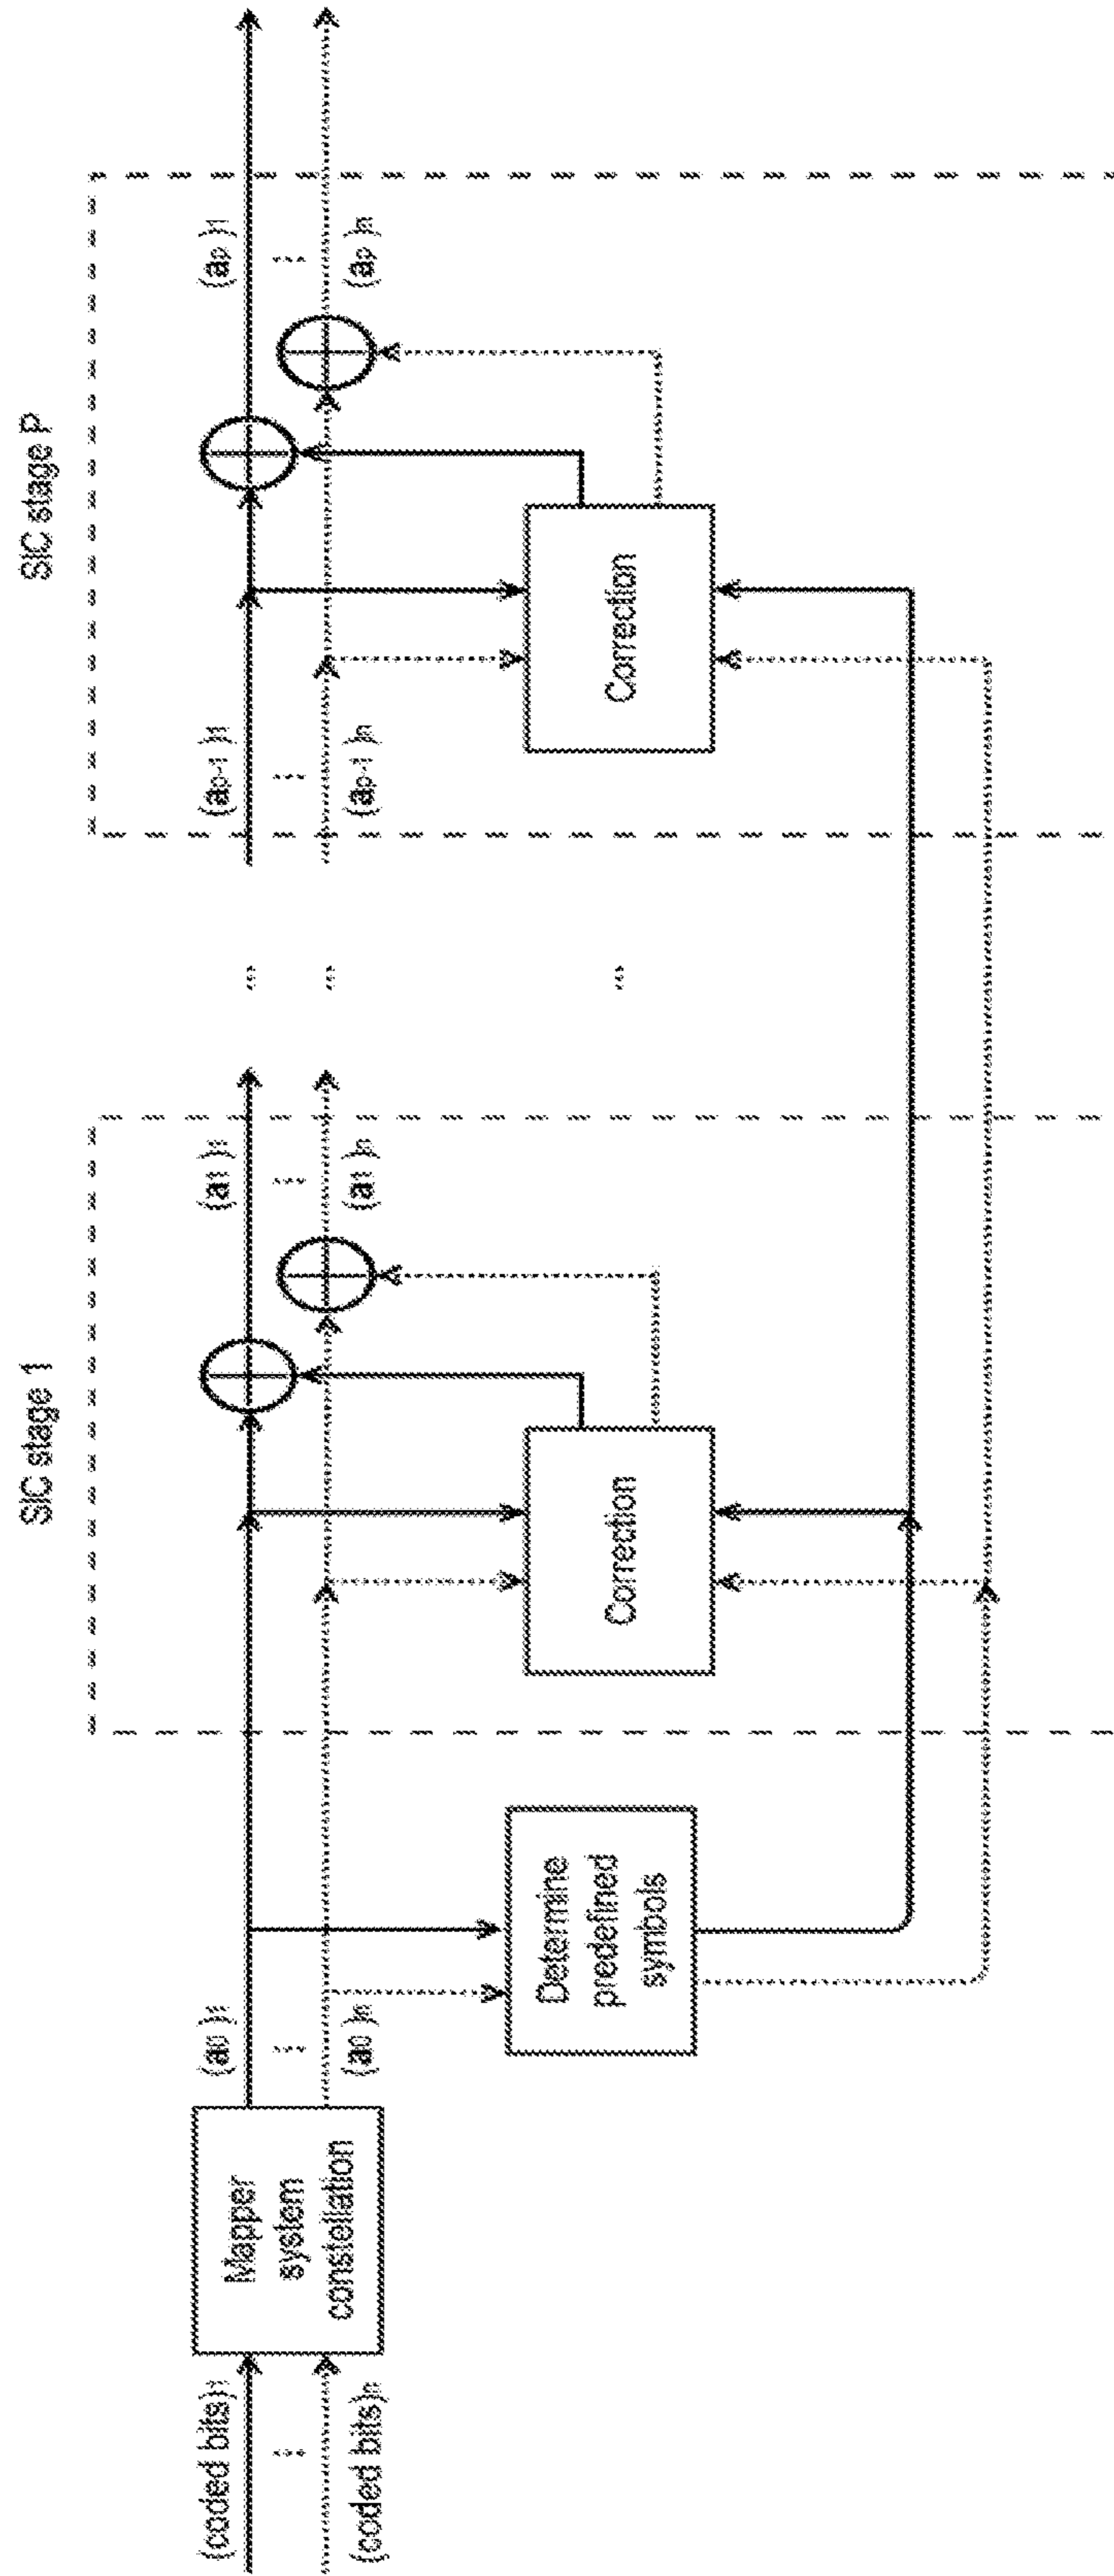 SIC stage 1
SIC stage P
(coded bits)1
⋮
(coded bits)n
Mapper
system
constellation
(a0)1
⋮
(a0)n
Determine
predefined
symbols
Correction
(a1)1
⋮
(a1)n
(ap-1)1
⋮
(ap-1)n
Correction
(ap)1
⋮
(ap)n